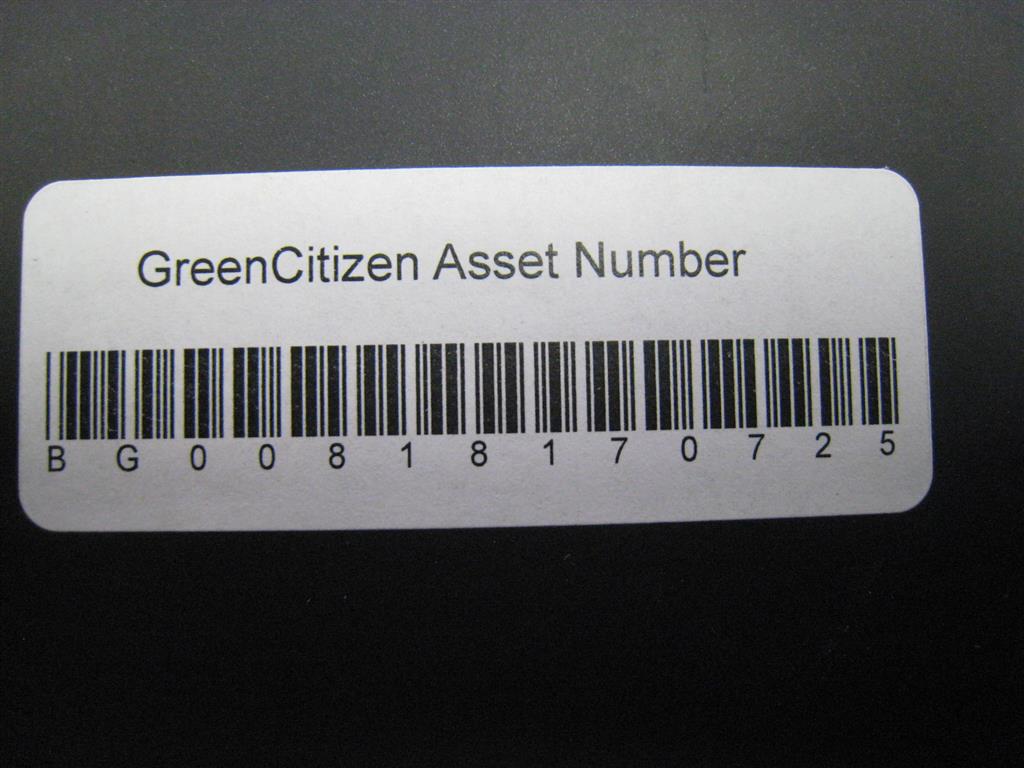 GreenCitizen Asset Number
B G 0 0 8 1 8 1 7 0 7 2 5